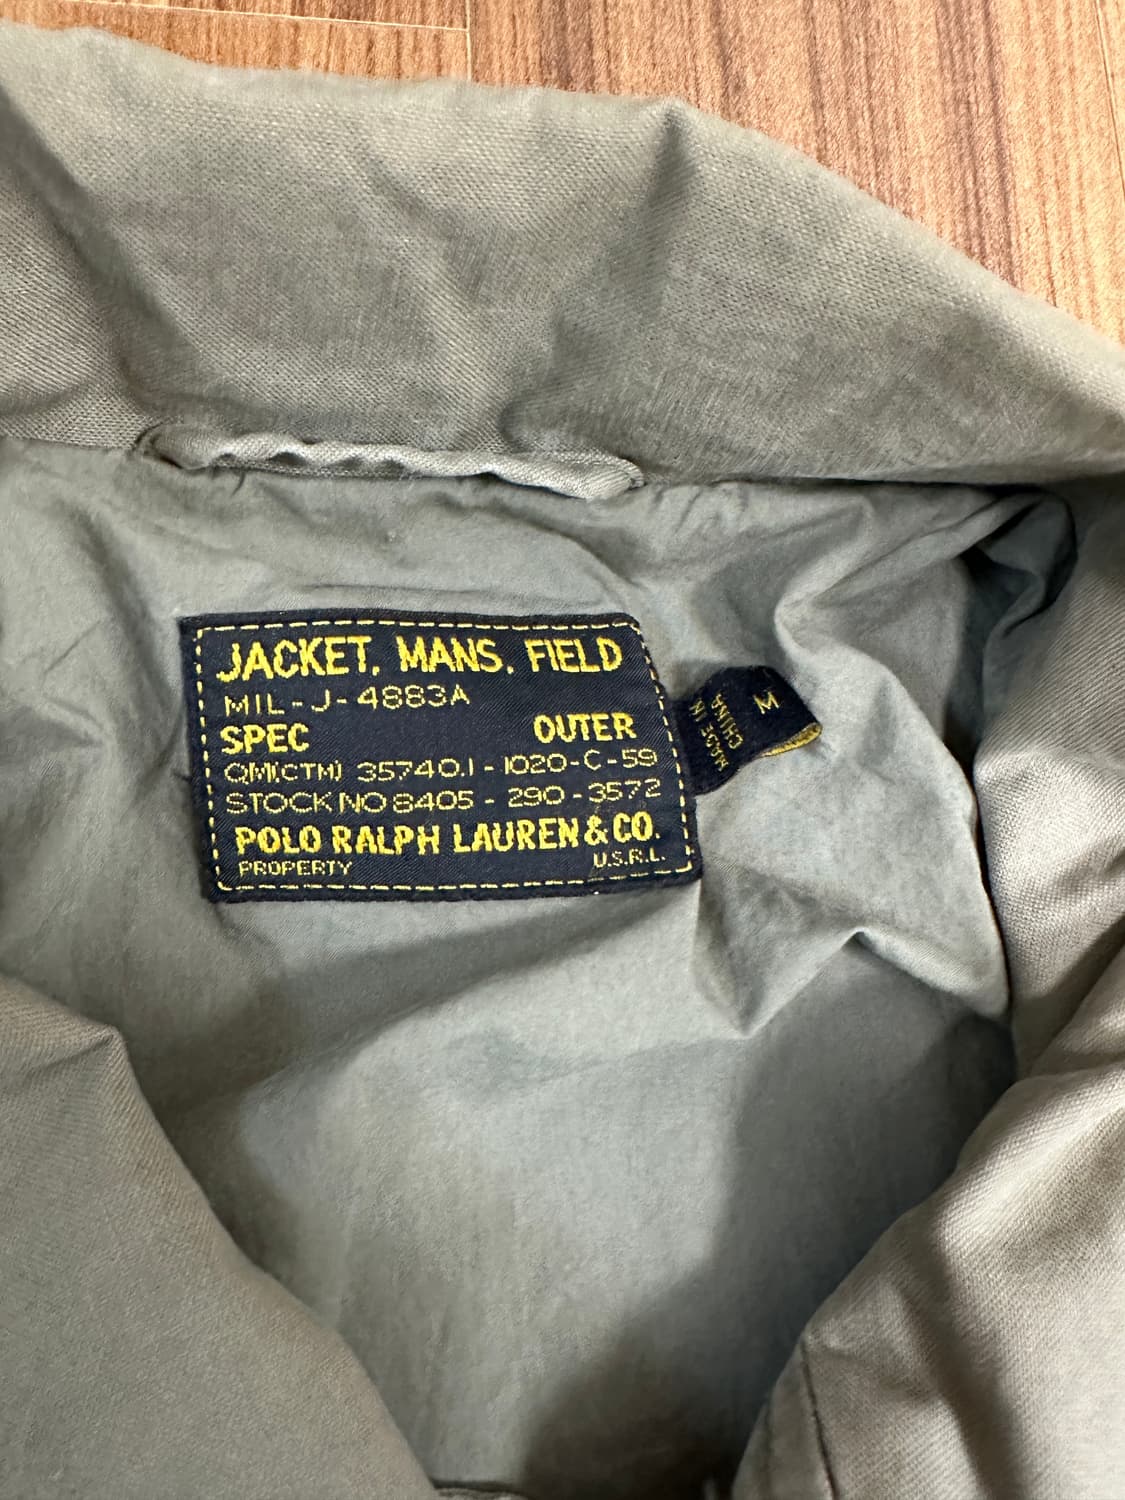 JACKET, MANS, FIELD
MIL-J-4883A
SPEC OUTER
QM(CTM) 35740.1-1020-C-59
STOCK NO 8405-290-3572
POLO RALPH LAUREN & CO.
PROPERTY U.S.R.L.
M
MADE IN
CHINA